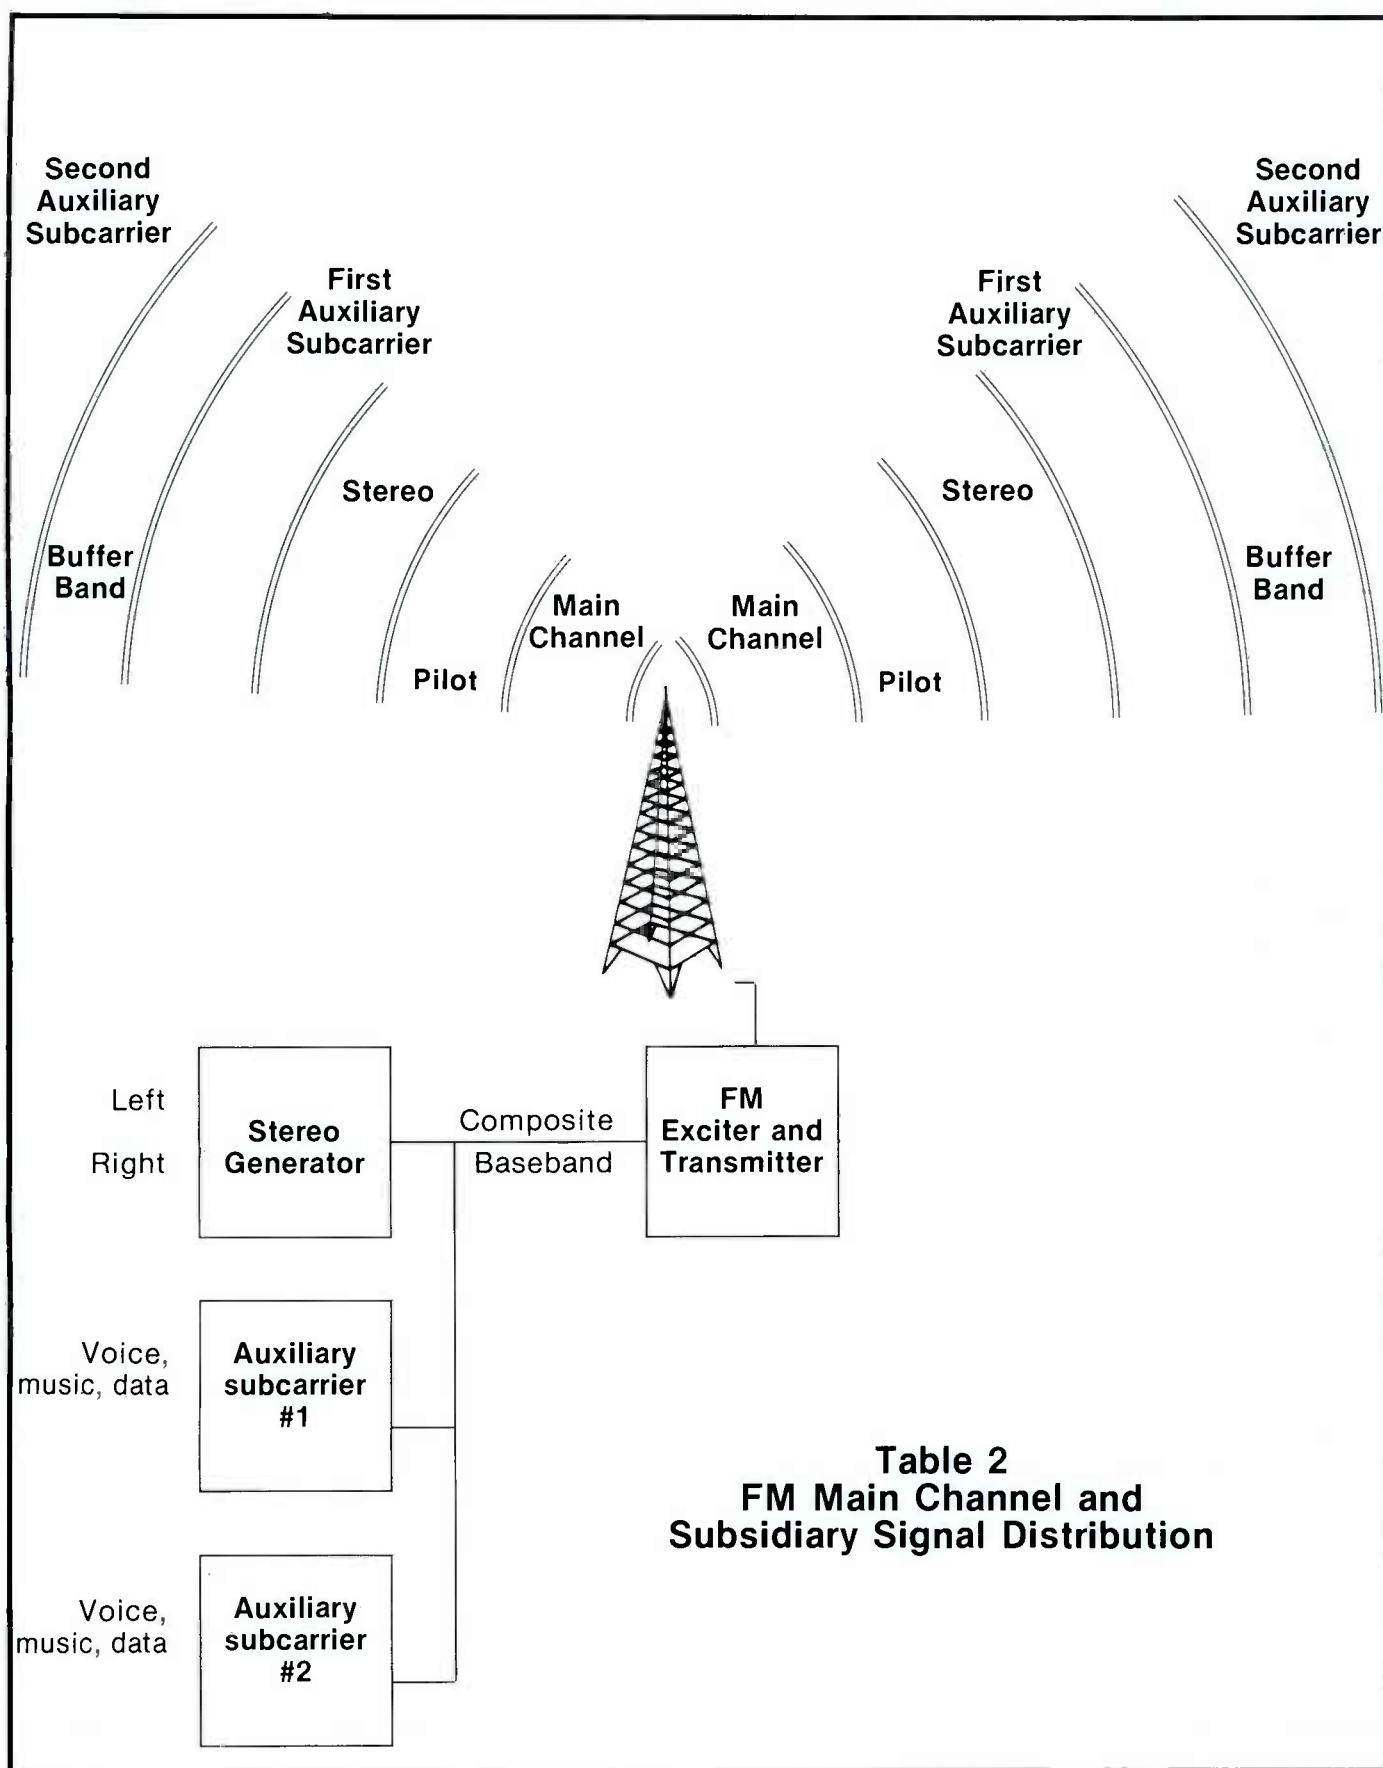 Second
Auxiliary
Subcarrier
Second
Auxiliary
Subcarrier
First
Auxiliary
Subcarrier
First
Auxiliary
Subcarrier
Stereo
Stereo
Buffer
Band
Buffer
Band
Main
Channel
Main
Channel
Pilot
Pilot
Left
Right
Stereo
Generator
Composite
Baseband
FM
Exciter and
Transmitter
Voice,
music, data
Auxiliary
subcarrier
#1
Table 2
FM Main Channel and
Subsidiary Signal Distribution
Voice,
music, data
Auxiliary
subcarrier
#2